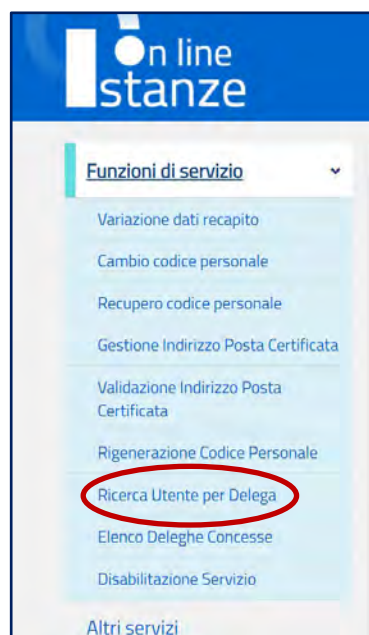 On line
Istanze
Funzioni di servizio
Variazione dati recapito
Cambio codice personale
Recupero codice personale
Gestione Indirizzo Posta Certificata
Validazione Indirizzo Posta
Certificata
Rigenerazione Codice Personale
Ricerca Utente per Delega
Elenco Deleghe Concesse
Disabilitazione Servizio
Altri servizi